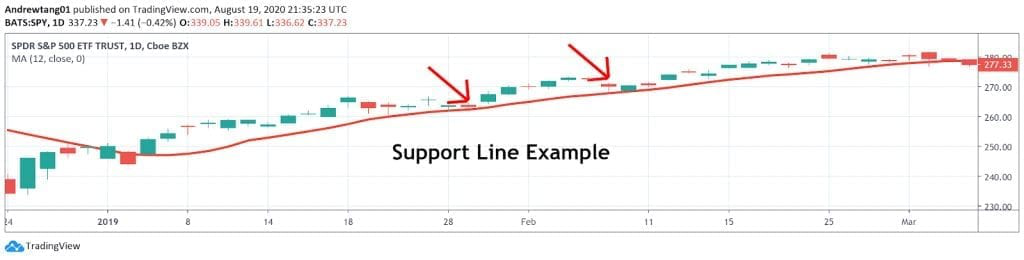 Andrewtang01 published on TradingView.com, August 19, 2020 21:35:23 UTC
BATS:SPY, 1D 337.23 ▼ −1.41 (−0.42%) O:339.05 H:339.61 L:336.62 C:337.23
SPDR S&P 500 ETF TRUST, 1D, Cboe BZX
MA (12, close, 0)
280.00
277.33
270.00
260.00
Support Line Example
250.00
240.00
230.00
24 2019 8 14 18 28 Feb 11 15 25 Mar
TradingView